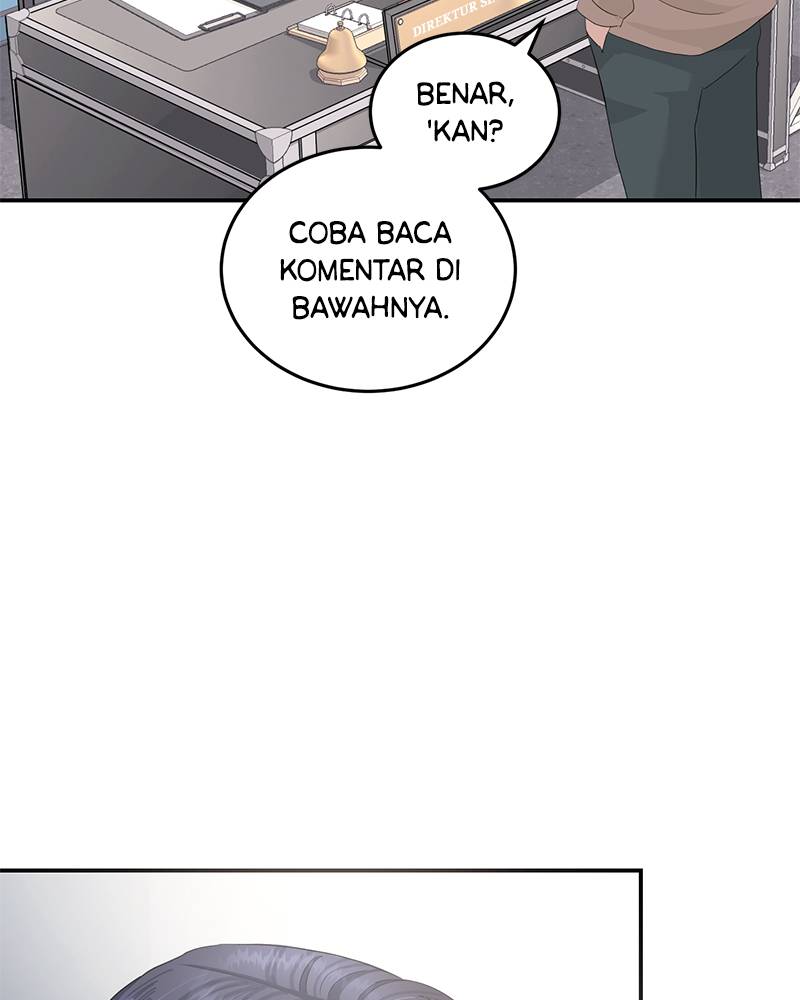 DIREKTUR
BENAR,
'KAN?
COBA BACA
KOMENTAR DI
BAWAHNYA.